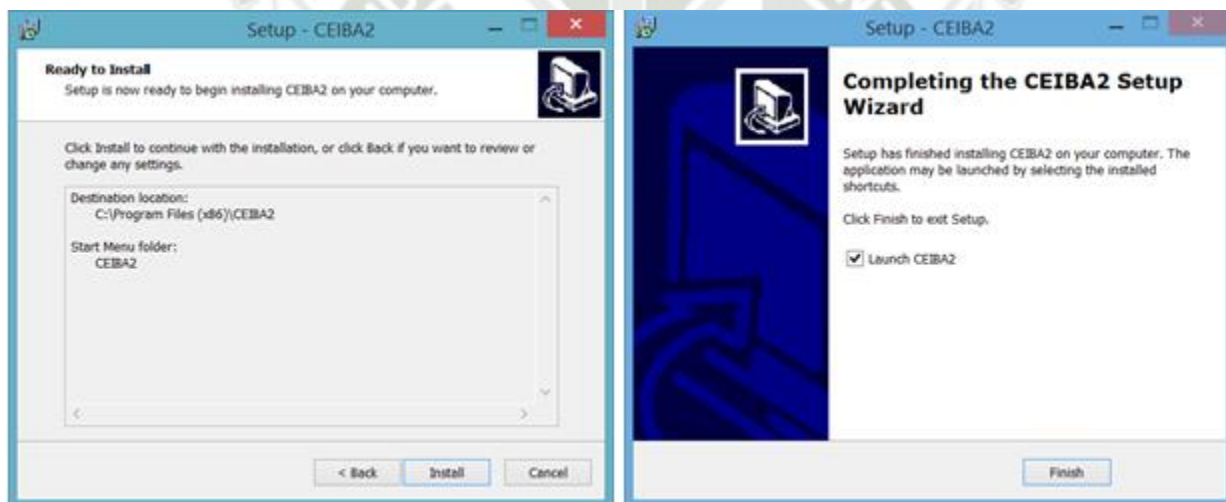 Setup - CEIBA2
Ready to Install
Setup is now ready to begin installing CEIBA2 on your computer.
Click Install to continue with the installation, or click Back if you want to review or
change any settings.
Destination location:
C:\Program Files (x86)\CEIBA2
Start Menu folder:
CEIBA2
< Back
Install
Cancel
Setup - CEIBA2
Completing the CEIBA2 Setup
Wizard
Setup has finished installing CEIBA2 on your computer. The
application may be launched by selecting the installed
shortcuts.
Click Finish to exit Setup.
Launch CEIBA2
Finish